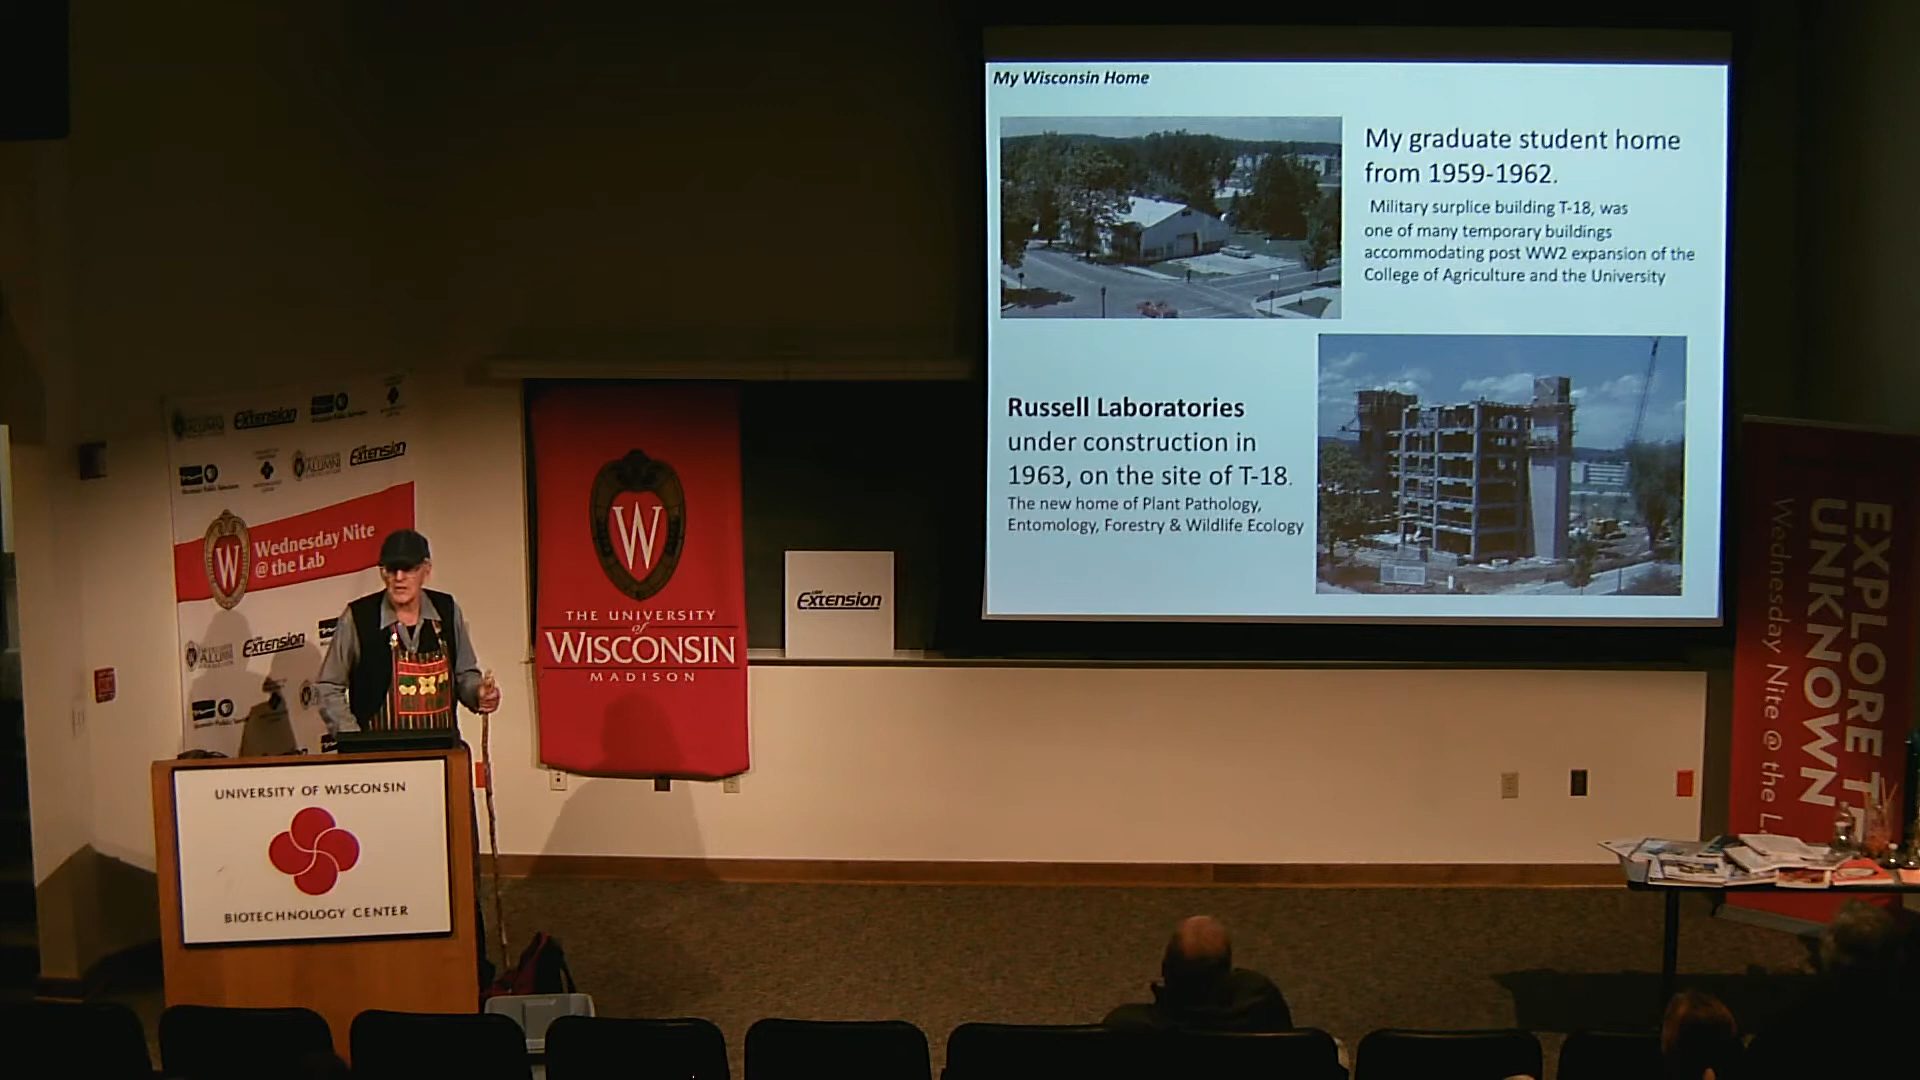 My Wisconsin Home
My graduate student home
from 1959-1962.
Military surplice building T-18, was
one of many temporary buildings
accommodating post WW2 expansion of the
College of Agriculture and the University
Russell Laboratories
under construction in
1963, on the site of T-18.
The new home of Plant Pathology,
Entomology, Forestry & Wildlife Ecology
ALUMNI
Extension
ALUMNI
Extension
Wednesday Nite
@ the Lab
W
ALUMNI
Extension
W
THE UNIVERSITY
of
WISCONSIN
MADISON
Extension
UNIVERSITY OF WISCONSIN
BIOTECHNOLOGY CENTER
EXPLORE
UNKNOWN
Wednesday Nite @ the